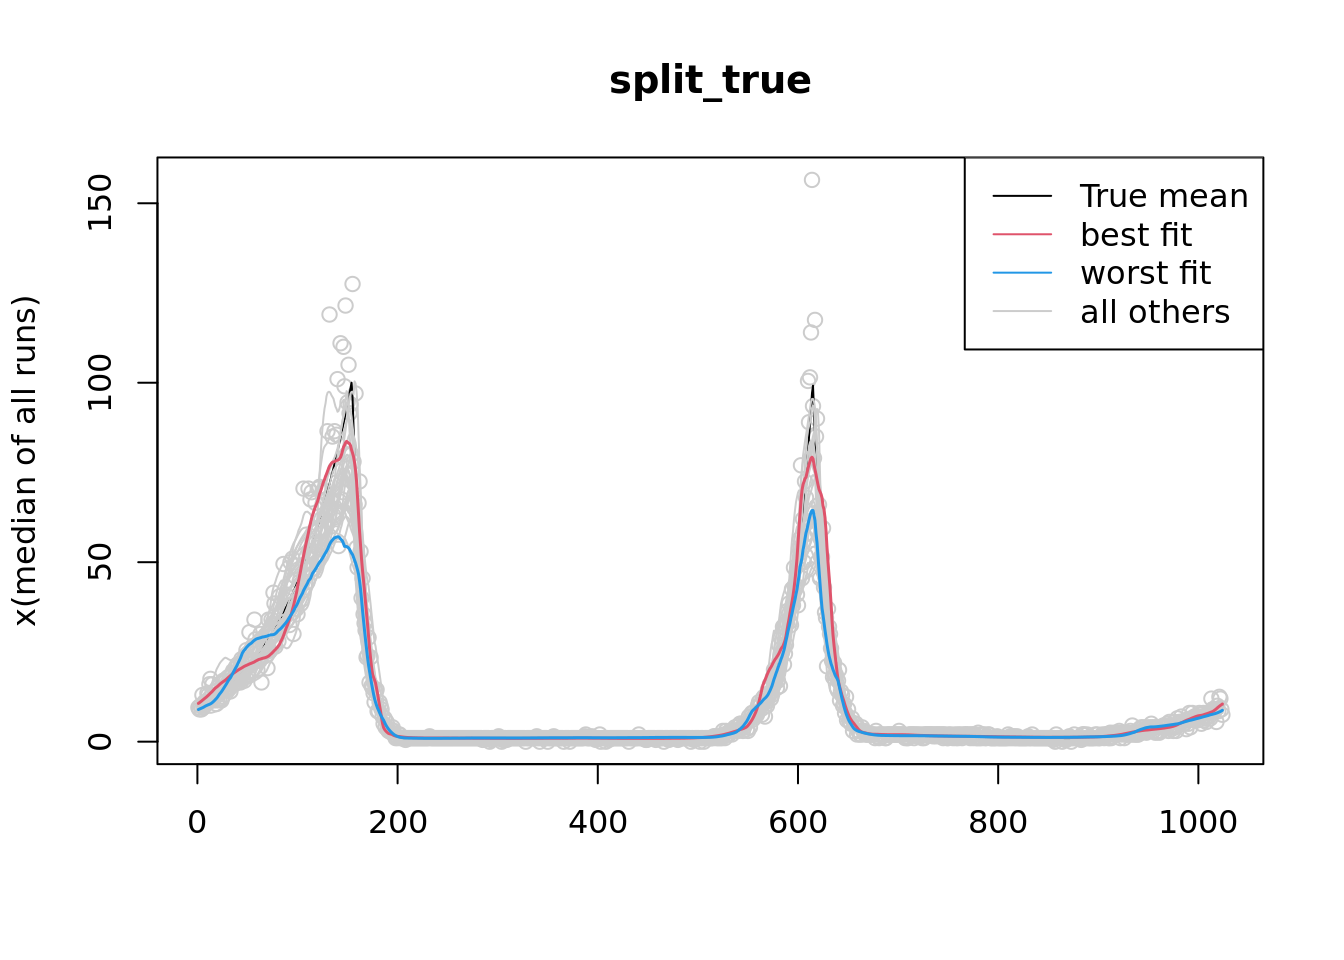 split_true
x(median of all runs)
150
100
50
0
True mean
best fit
worst fit
all others
0 200 400 600 800 1000